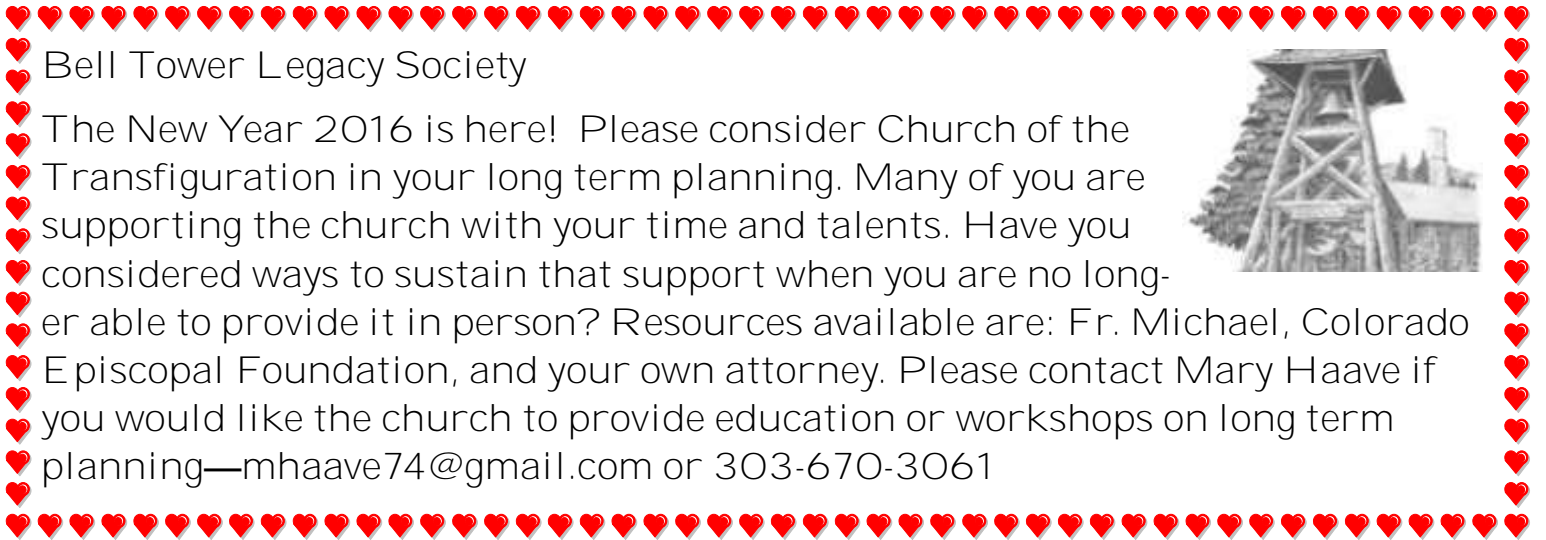 Bell Tower Legacy Society
The New Year 2016 is here!  Please consider Church of the
Transfiguration in your long term planning. Many of you are
supporting the church with your time and talents. Have you
considered ways to sustain that support when you are no long-
er able to provide it in person? Resources available are: Fr. Michael, Colorado
Episcopal Foundation, and your own attorney. Please contact Mary Haave if
you would like the church to provide education or workshops on long term
planning—mhaave74@gmail.com or 303-670-3061